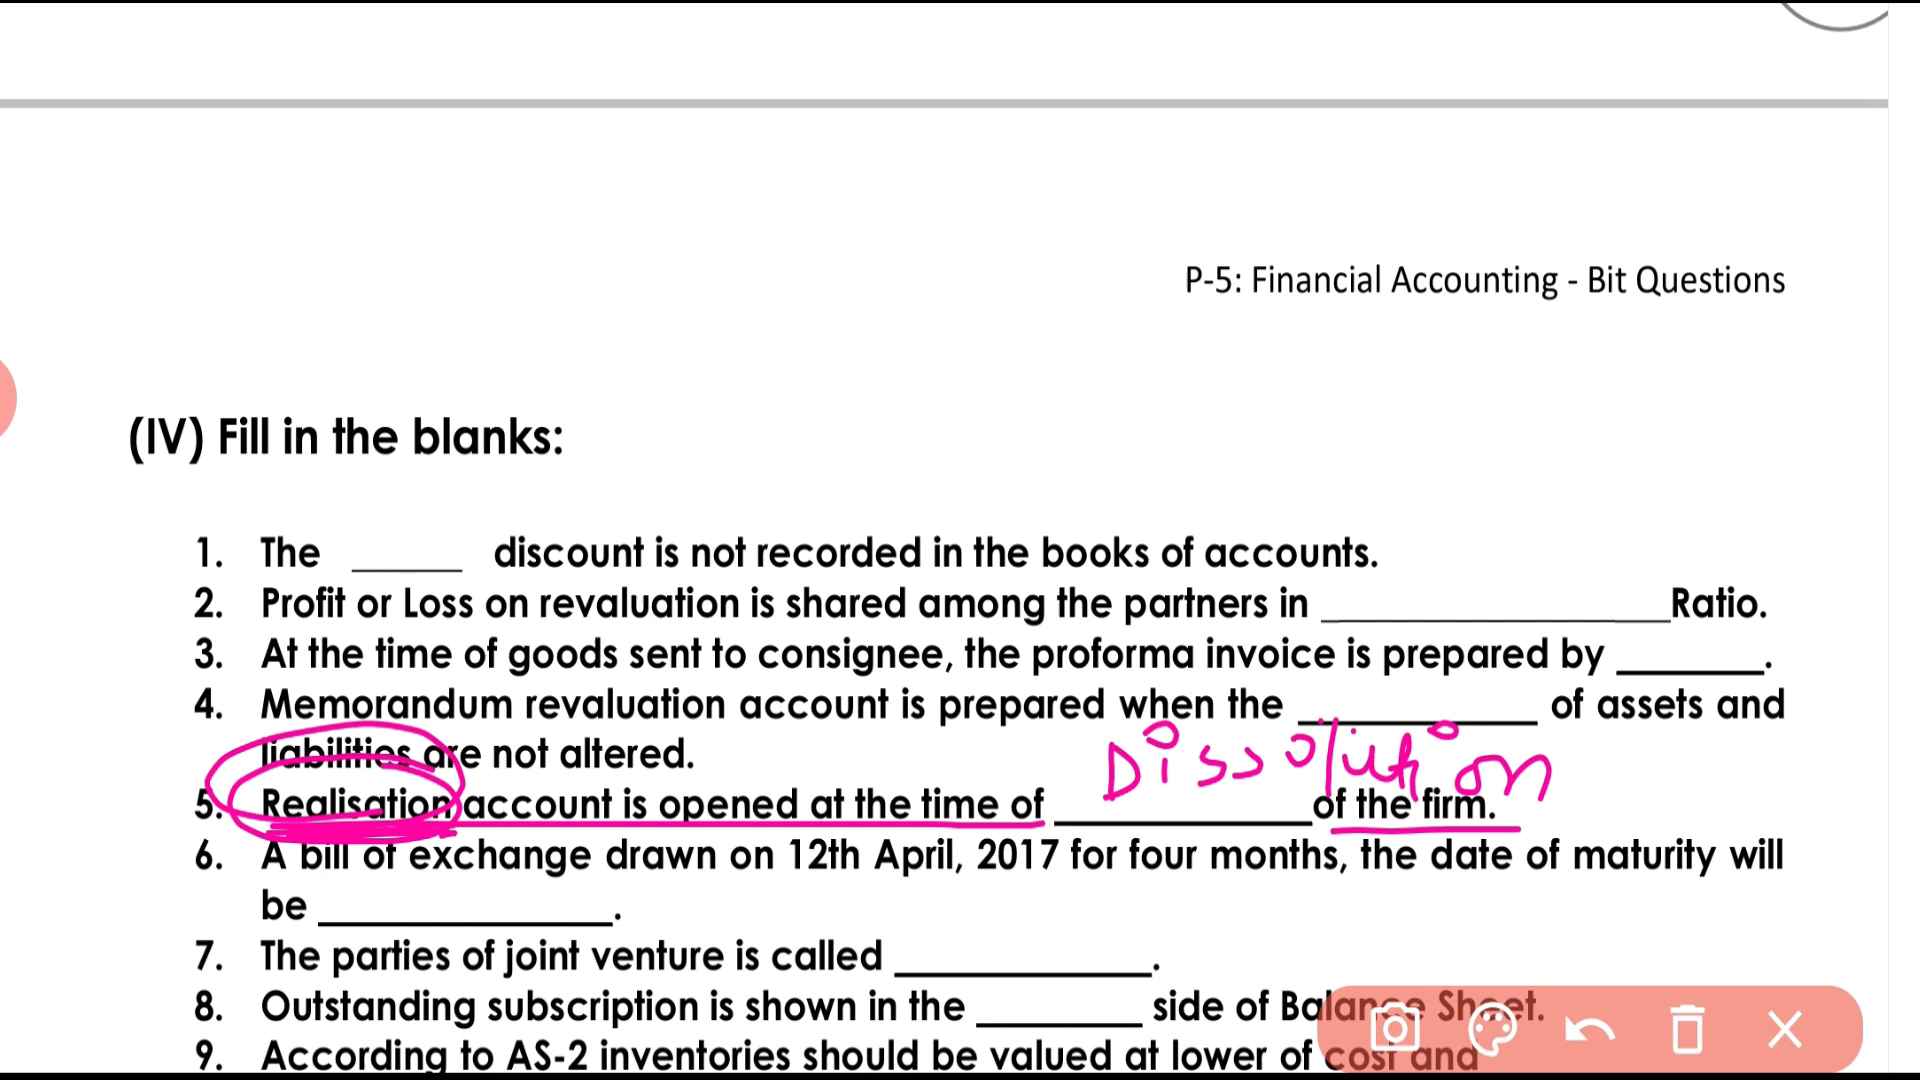 P-5: Financial Accounting - Bit Questions
(IV) Fill in the blanks:
1. The ______ discount is not recorded in the books of accounts.
2. Profit or Loss on revaluation is shared among the partners in ______________Ratio.
3. At the time of goods sent to consignee, the proforma invoice is prepared by ______.
4. Memorandum revaluation account is prepared when the __________ of assets and
liabilities are not altered.
Dissolution
5. Realisation account is opened at the time of ___________of the firm.
6. A bill of exchange drawn on 12th April, 2017 for four months, the date of maturity will
be ____________.
7. The parties of joint venture is called ___________.
8. Outstanding subscription is shown in the _______ side of Balance Sheet.
9. According to AS-2 inventories should be valued at lower of cost and